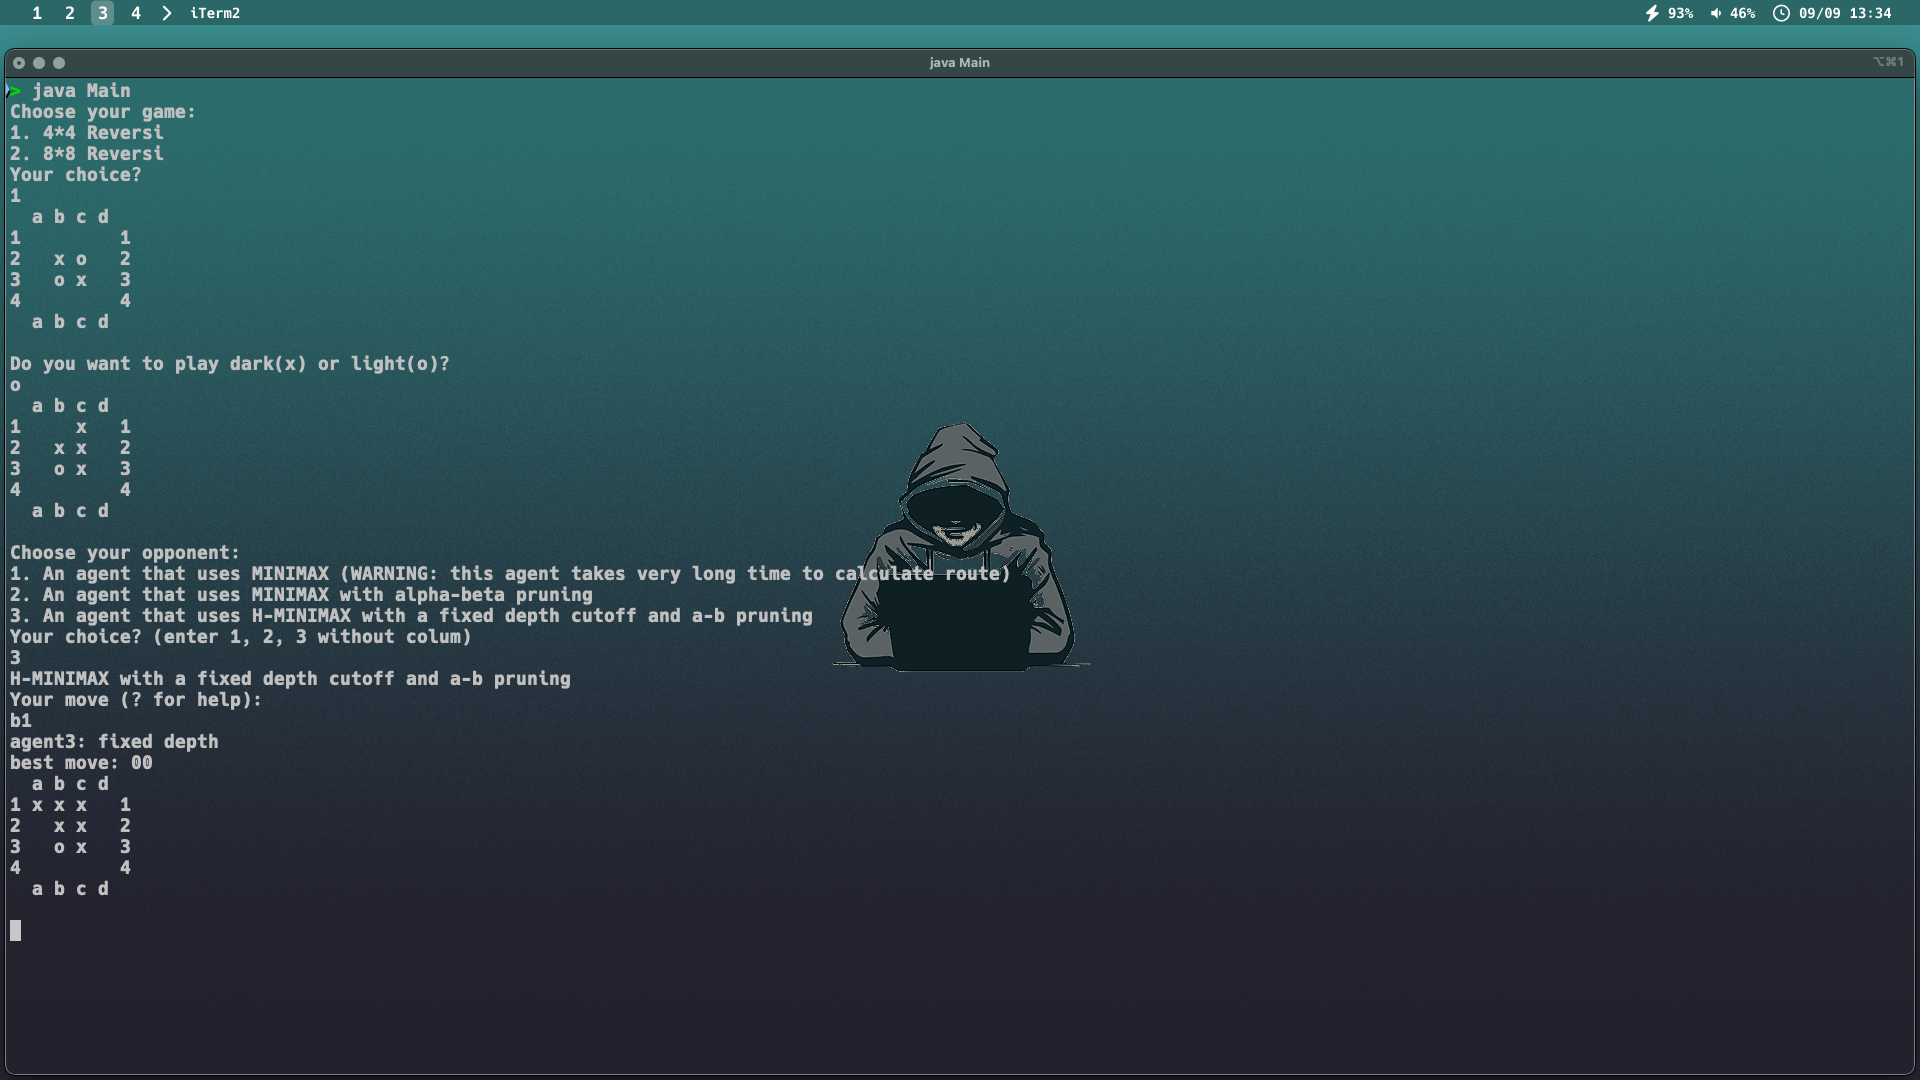 1 2 3 4 > iTerm2 93% 46% 09/09 13:34
java Main ⌥⌘1
> java Main
Choose your game:
1. 4*4 Reversi
2. 8*8 Reversi
Your choice?
1
  a b c d
1         1
2   x o   2
3   o x   3
4         4
  a b c d
Do you want to play dark(x) or light(o)?
o
  a b c d
1     x   1
2   x x   2
3   o x   3
4         4
  a b c d
Choose your opponent:
1. An agent that uses MINIMAX (WARNING: this agent takes very long time to calculate route)
2. An agent that uses MINIMAX with alpha-beta pruning
3. An agent that uses H-MINIMAX with a fixed depth cutoff and a-b pruning
Your choice? (enter 1, 2, 3 without colum)
3
H-MINIMAX with a fixed depth cutoff and a-b pruning
Your move (? for help):
b1
agent3: fixed depth
best move: 00
  a b c d
1 x x x   1
2   x x   2
3   o x   3
4         4
  a b c d